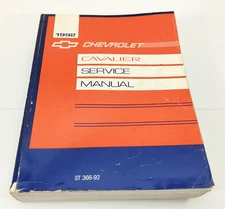 1992
CHEVROLET
CAVALIER
SERVICE
MANUAL
ST 366-92